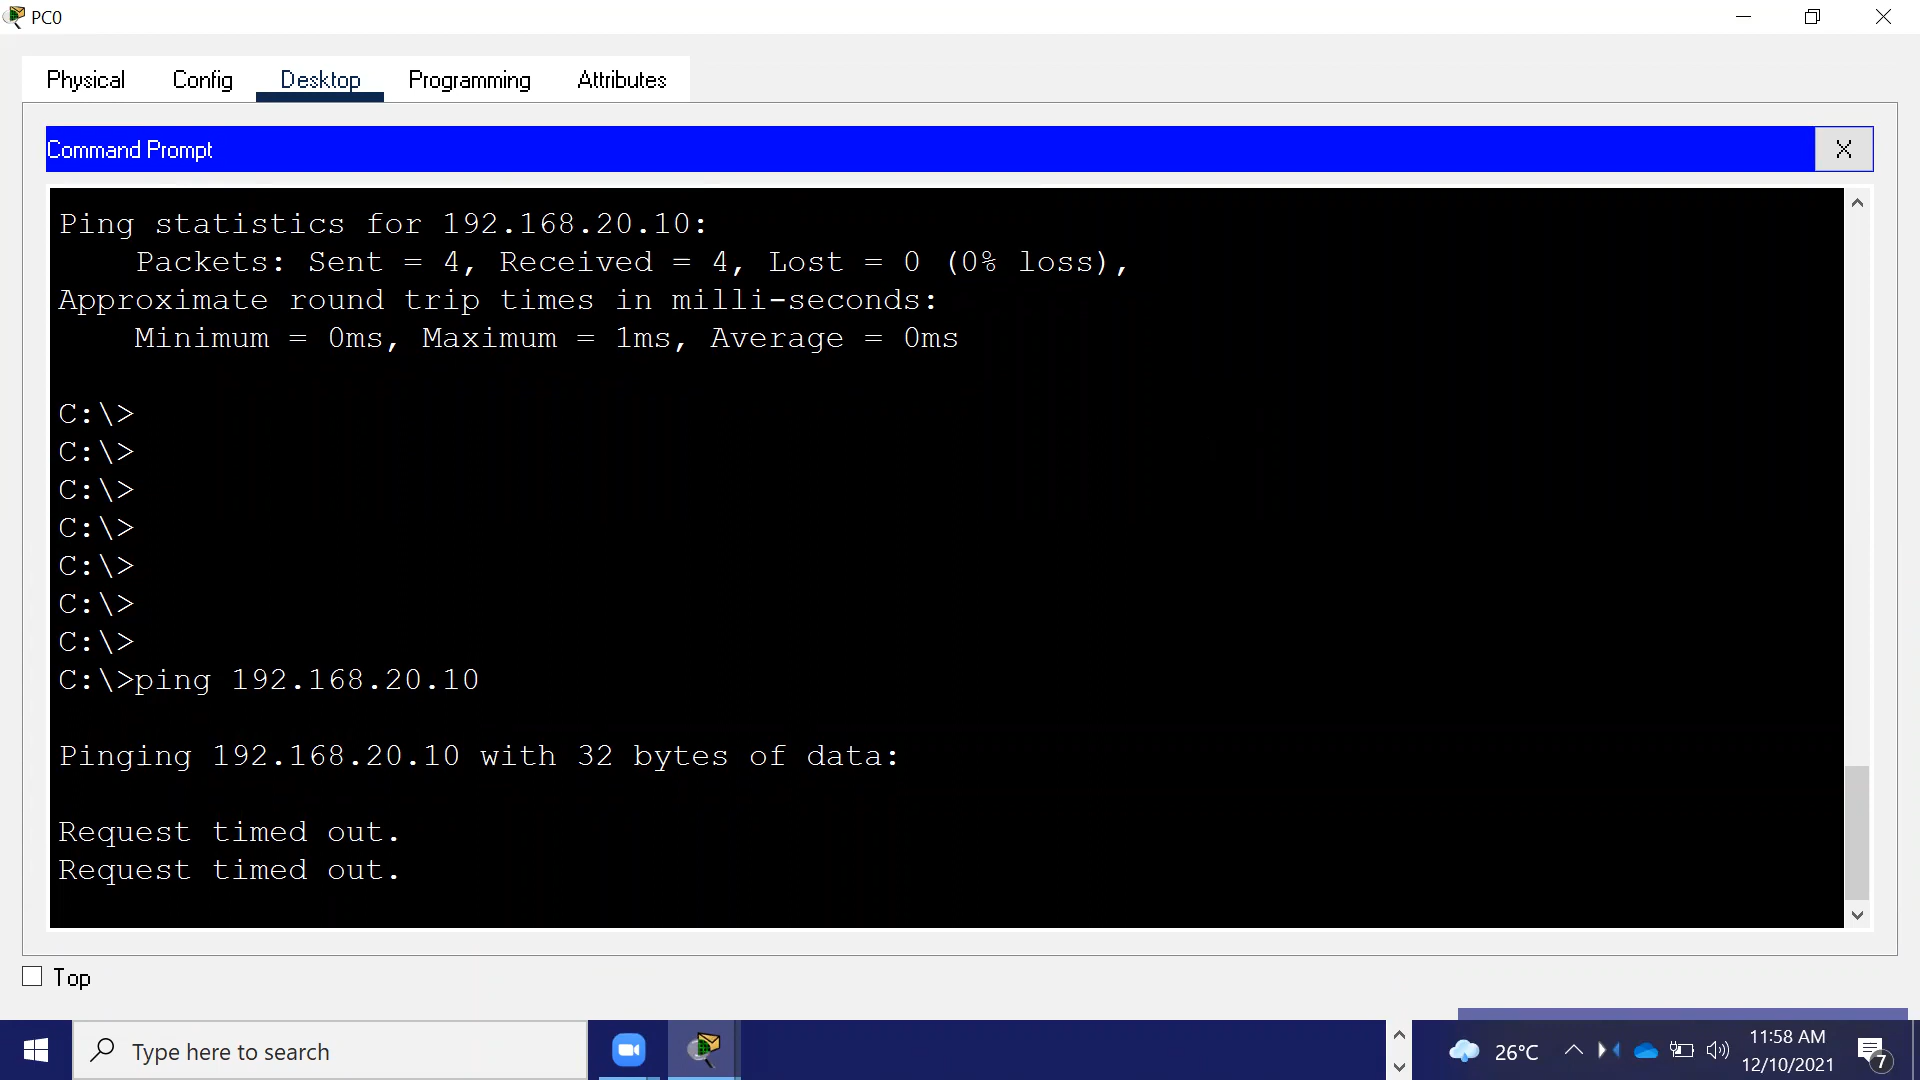 PC0
Physical Config Desktop Programming Attributes
Command Prompt X
Ping statistics for 192.168.20.10:
Packets: Sent = 4, Received = 4, Lost = 0 (0% loss),
Approximate round trip times in milli-seconds:
Minimum = 0ms, Maximum = 1ms, Average = 0ms
C:\>
C:\>
C:\>
C:\>
C:\>
C:\>
C:\>
C:\>ping 192.168.20.10
Pinging 192.168.20.10 with 32 bytes of data:
Request timed out.
Request timed out.
Top
Type here to search
26°C
11:58 AM
12/10/2021
7